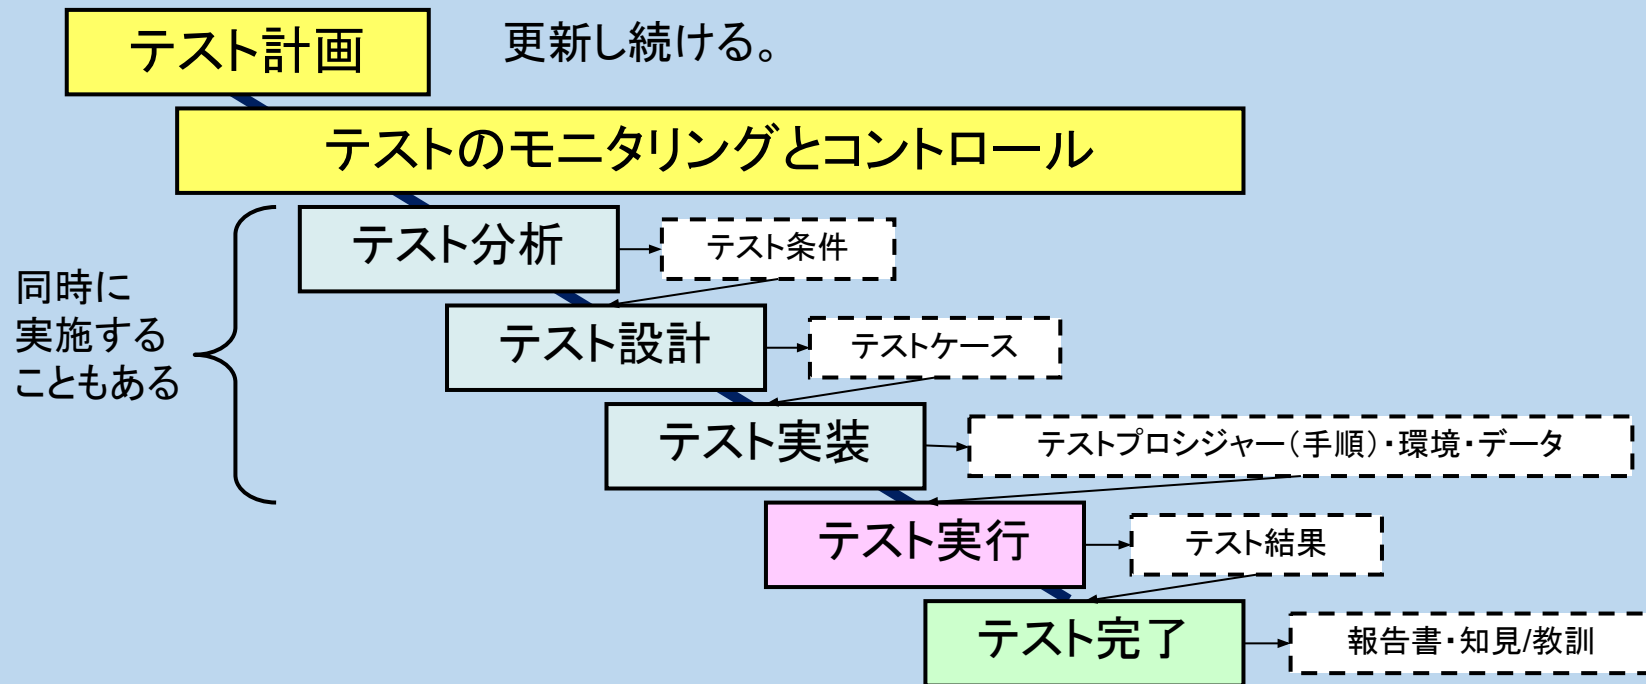 テスト計画
更新し続ける。
テストのモニタリングとコントロール
テスト分析
テスト条件
同時に
実施する
こともある
テスト設計
テストケース
テスト実装
テストプロシジャー（手順）・環境・データ
テスト実行
テスト結果
テスト完了
報告書・知見/教訓